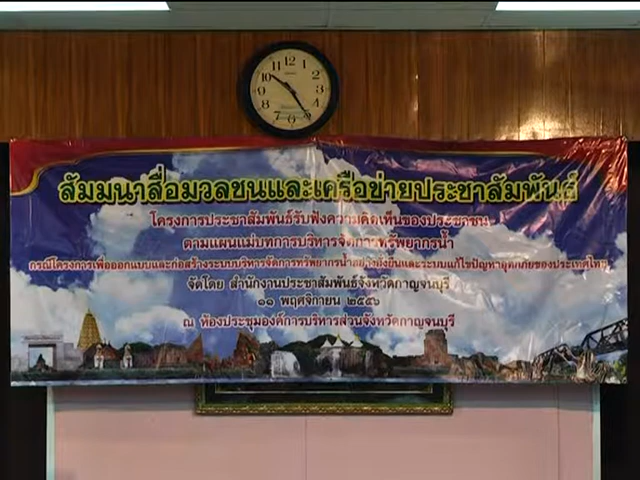 12
1
2
3
4
5
6
7
8
9
10
11
สัมมนาสื่อมวลชนและเครือข่ายประชาสัมพันธ์
โครงการประชาสัมพันธ์รับฟังความคิดเห็นของประชาชน
ตามแผนแม่บทการบริหารจัดการทรัพยากรน้ำ
กรณีโครงการเพื่อออกแบบและก่อสร้างระบบบริหารจัดการทรัพยากรน้ำอย่างยั่งยืนและระบบแก้ไขปัญหาอุทกภัยของประเทศไทย
จัดโดย สำนักงานประชาสัมพันธ์จังหวัดกาญจนบุรี
๑๑ พฤศจิกายน ๒๕๕๖
ณ ห้องประชุมองค์การบริหารส่วนจังหวัดกาญจนบุรี